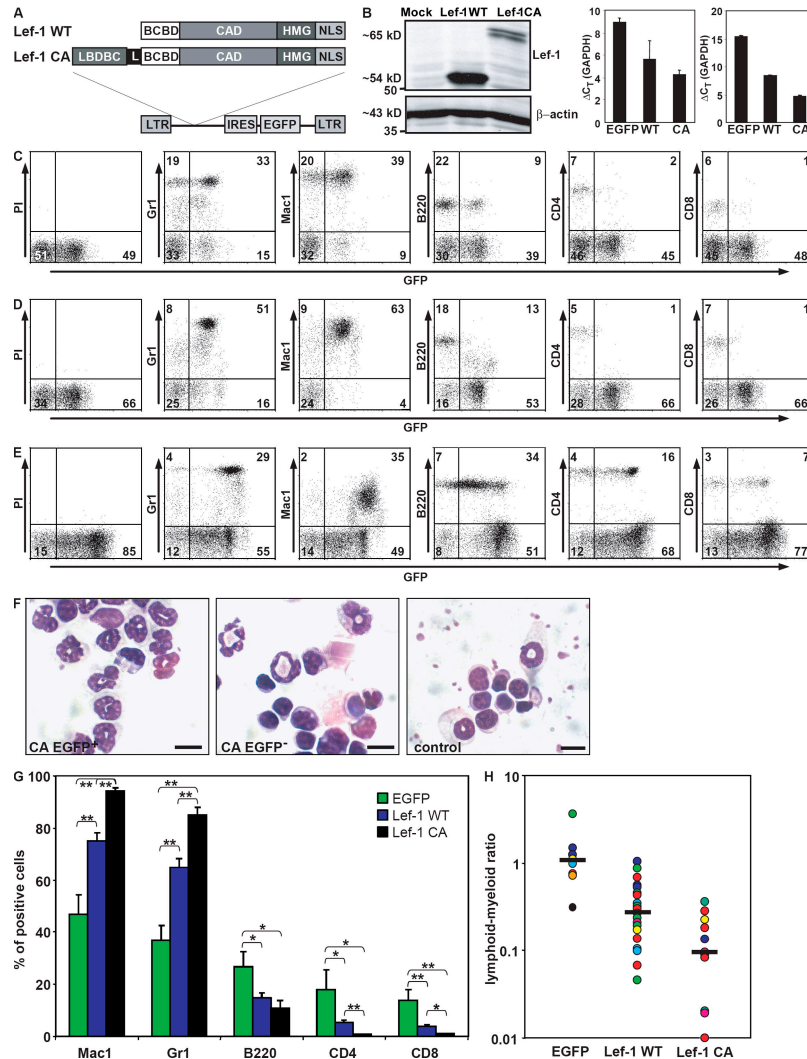 A
Lef-1 WT
BCBD CAD HMG NLS
Lef-1 CA
LBDBC L BCBD CAD HMG NLS
LTR IRES EGFP LTR
B
Mock Lef-1WT Lef-1CA
~65 kD
~54 kD
50
~43 kD
35
Lef-1
β–actin
ΔCT (GAPDH)
10
8
6
4
2
0
EGFP WT CA
ΔCT (GAPDH)
20
16
12
8
4
0
EGFP WT CA
C
PI
51 49
Gr1
19 33
33 15
Mac1
20 39
32 9
B220
22 9
30 39
CD4
7 2
46 45
CD8
6 1
45 48
GFP
D
PI
34 66
Gr1
8 51
25 16
Mac1
9 63
24 4
B220
18 13
16 53
CD4
5 1
28 66
CD8
7 1
26 66
GFP
E
PI
15 85
Gr1
4 29
12 55
Mac1
2 35
14 49
B220
7 34
8 51
CD4
4 16
12 68
CD8
3 7
13 77
GFP
F
CA EGFP+
CA EGFP-
control
G
% of positive cells
100
80
60
40
20
0
** **
**
**
**
**
*
*
*
*
**
**
**
*
EGFP
Lef-1 WT
Lef-1 CA
Mac1 Gr1 B220 CD4 CD8
H
lymphoid-myeloid ratio
10
1
0.1
0.01
EGFP Lef-1 WT Lef-1 CA